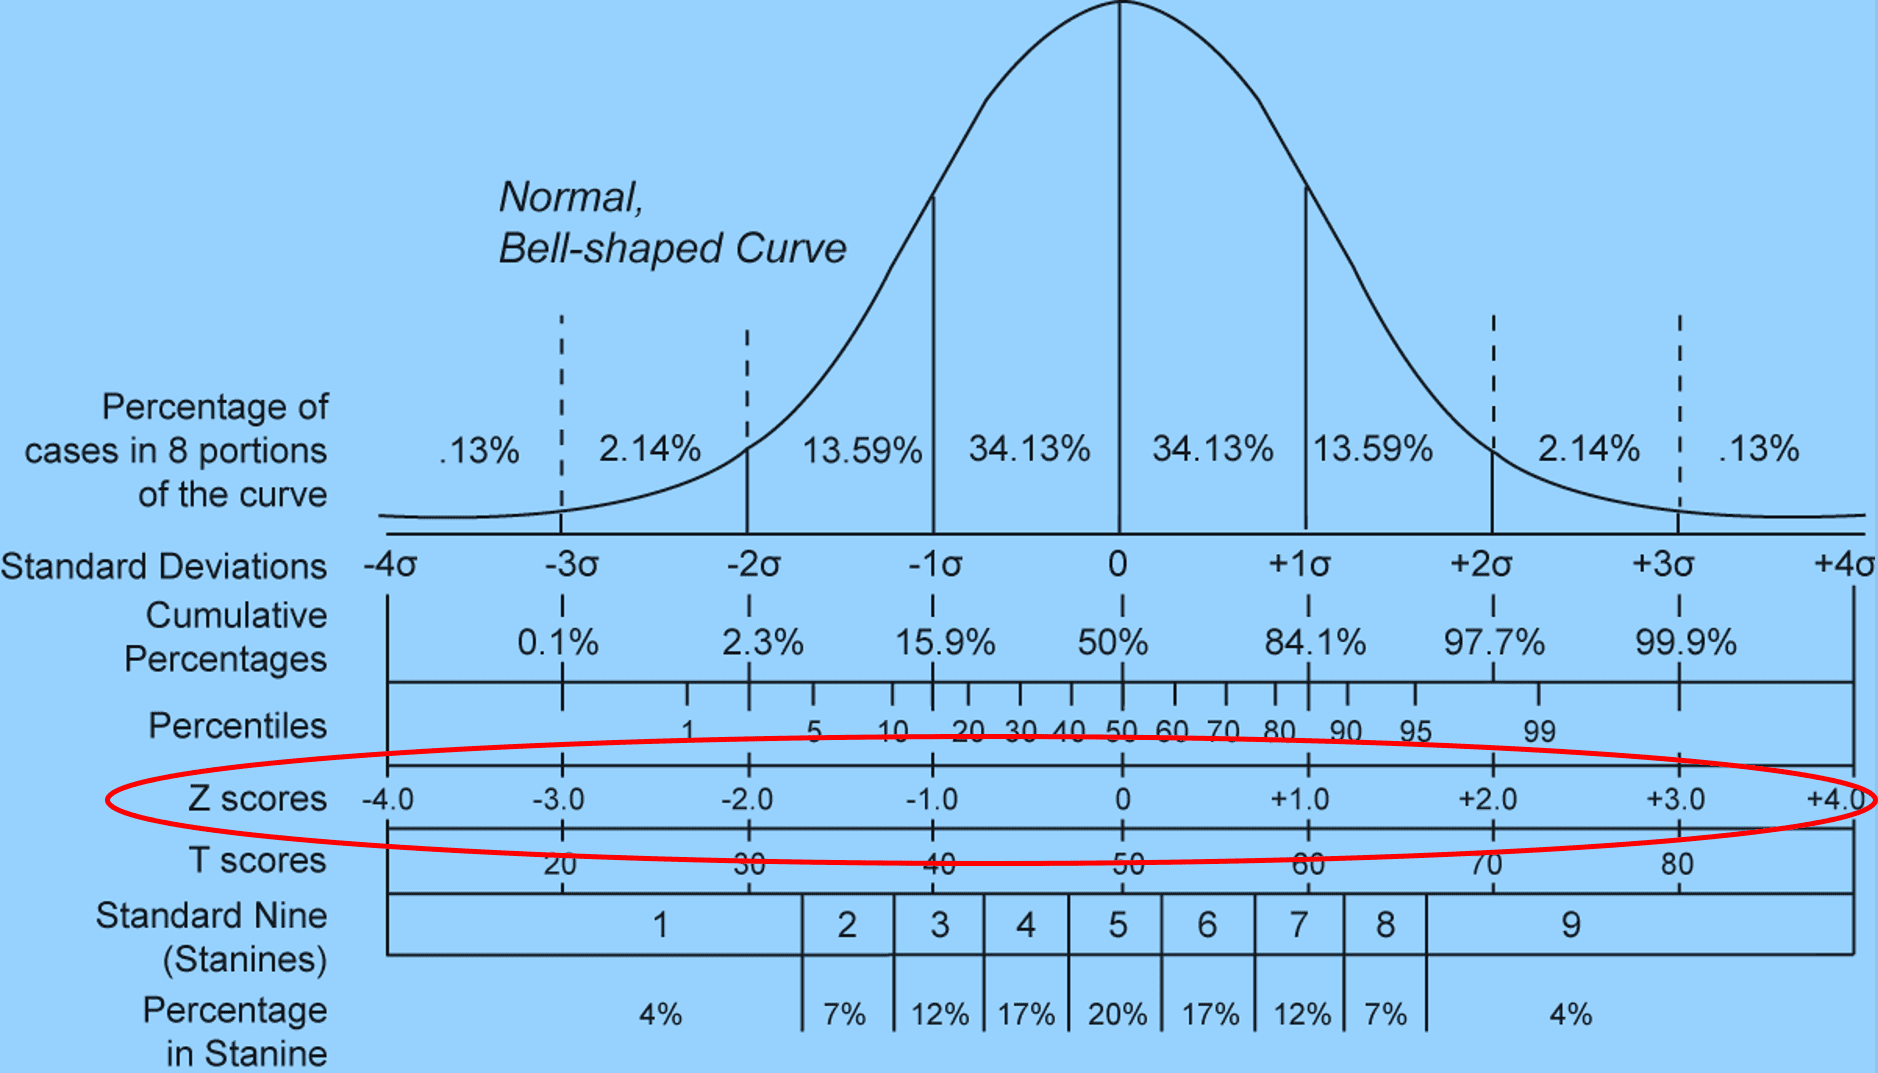 Normal,
Bell-shaped Curve
Percentage of
cases in 8 portions
of the curve
.13% 2.14% 13.59% 34.13% 34.13% 13.59% 2.14% .13%
Standard Deviations -4σ -3σ -2σ -1σ 0 +1σ +2σ +3σ +4σ
Cumulative
Percentages
0.1% 2.3% 15.9% 50% 84.1% 97.7% 99.9%
Percentiles 1 5 10 20 30 40 50 60 70 80 90 95 99
Z scores -4.0 -3.0 -2.0 -1.0 0 +1.0 +2.0 +3.0 +4.0
T scores 20 30 40 50 60 70 80
Standard Nine
(Stanines)
1 2 3 4 5 6 7 8 9
Percentage
in Stanine
4% 7% 12% 17% 20% 17% 12% 7% 4%